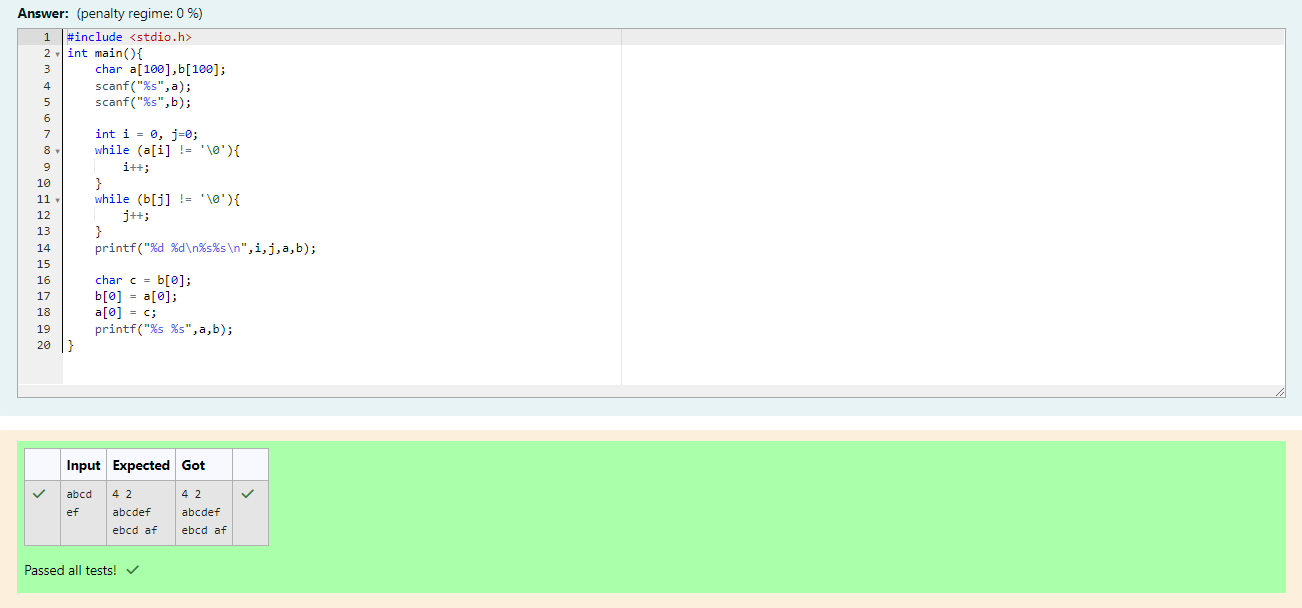 Answer: (penalty regime: 0 %)
1 #include <stdio.h>
2 int main(){
3     char a[100],b[100];
4     scanf("%s",a);
5     scanf("%s",b);
6
7     int i = 0, j=0;
8     while (a[i] != '\0'){
9         i++;
10     }
11     while (b[j] != '\0'){
12         j++;
13     }
14     printf("%d %d\n%s%s\n",i,j,a,b);
15
16     char c = b[0];
17     b[0] = a[0];
18     a[0] = c;
19     printf("%s %s",a,b);
20 }
Input Expected Got
abcd 4 2 4 2
ef abcdef abcdef
ebcd af ebcd af
Passed all tests!